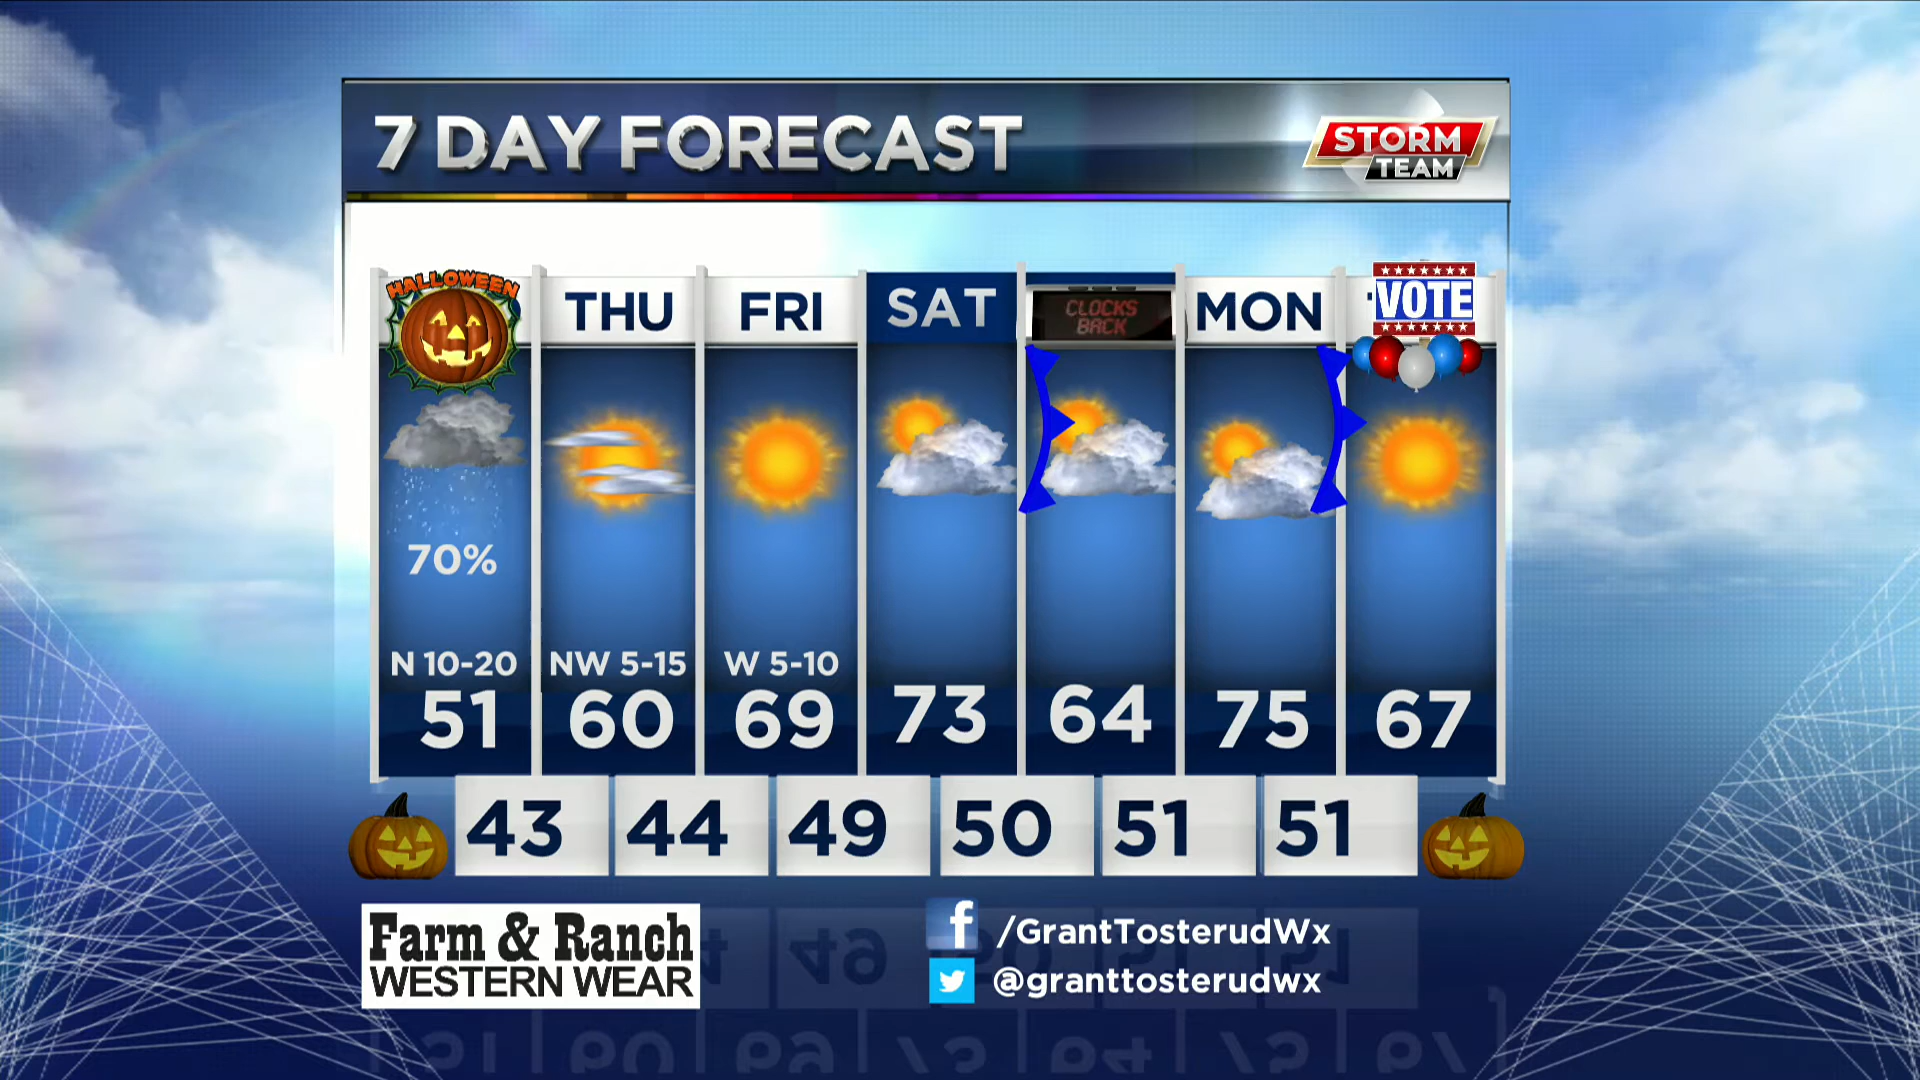 7 DAY FORECAST
STORM
TEAM
HALLOWEEN
THU
FRI
SAT
CLOCKS
BACK
MON
VOTE
70%
N 10-20
NW 5-15
W 5-10
51
60
69
73
64
75
67
43
44
49
50
51
51
Farm & Ranch
WESTERN WEAR
f /GrantTosterudWx
@granttosterudwx